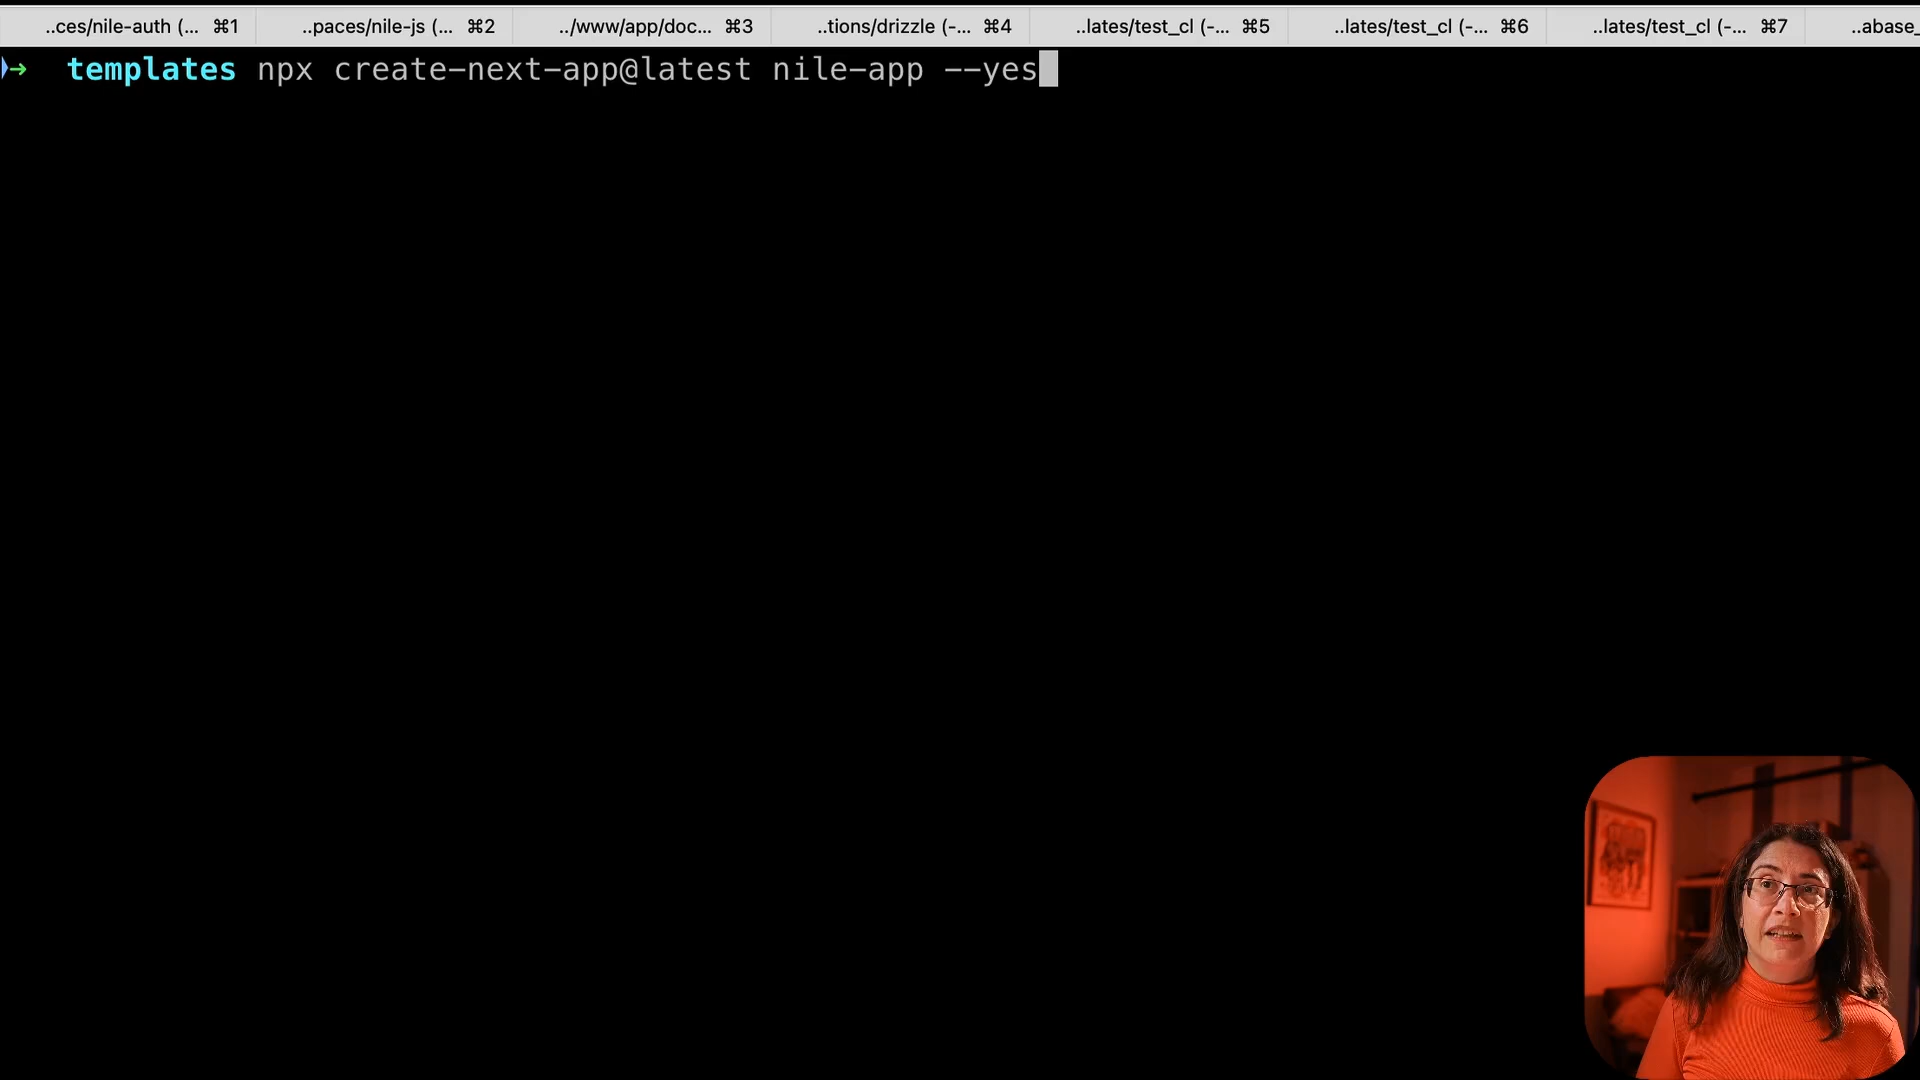 ..ces/nile-auth (... ⌘1 ..paces/nile-js (... ⌘2 ../www/app/doc... ⌘3 ..tions/drizzle (-... ⌘4 ..lates/test_cl (-... ⌘5 ..lates/test_cl (-... ⌘6 ..lates/test_cl (-... ⌘7 ..abase_
→ templates npx create-next-app@latest nile-app --yes